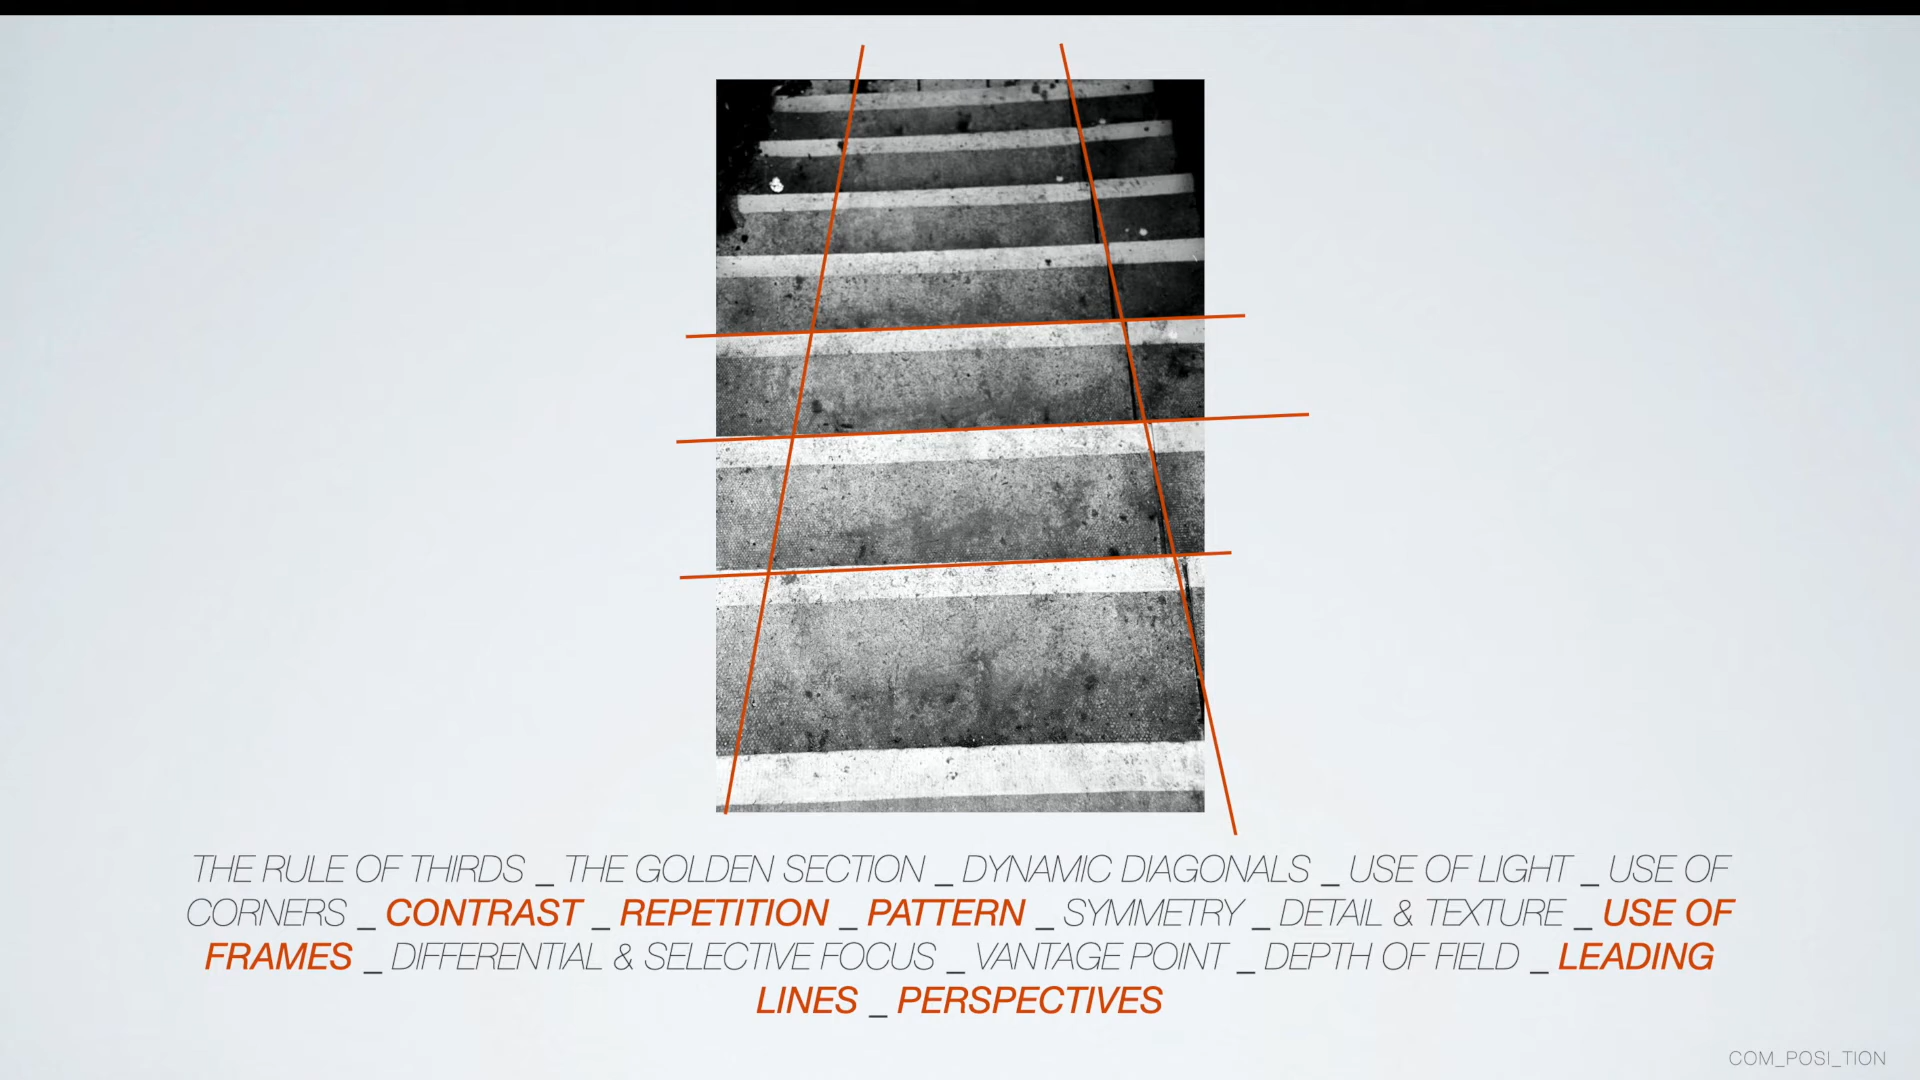 THE RULE OF THIRDS _ THE GOLDEN SECTION _ DYNAMIC DIAGONALS _ USE OF LIGHT _ USE OF
CORNERS _ CONTRAST _ REPETITION _ PATTERN _ SYMMETRY _ DETAIL & TEXTURE _ USE OF
FRAMES _ DIFFERENTIAL & SELECTIVE FOCUS _ VANTAGE POINT _ DEPTH OF FIELD _ LEADING
LINES _ PERSPECTIVES
COM_POSI_TION